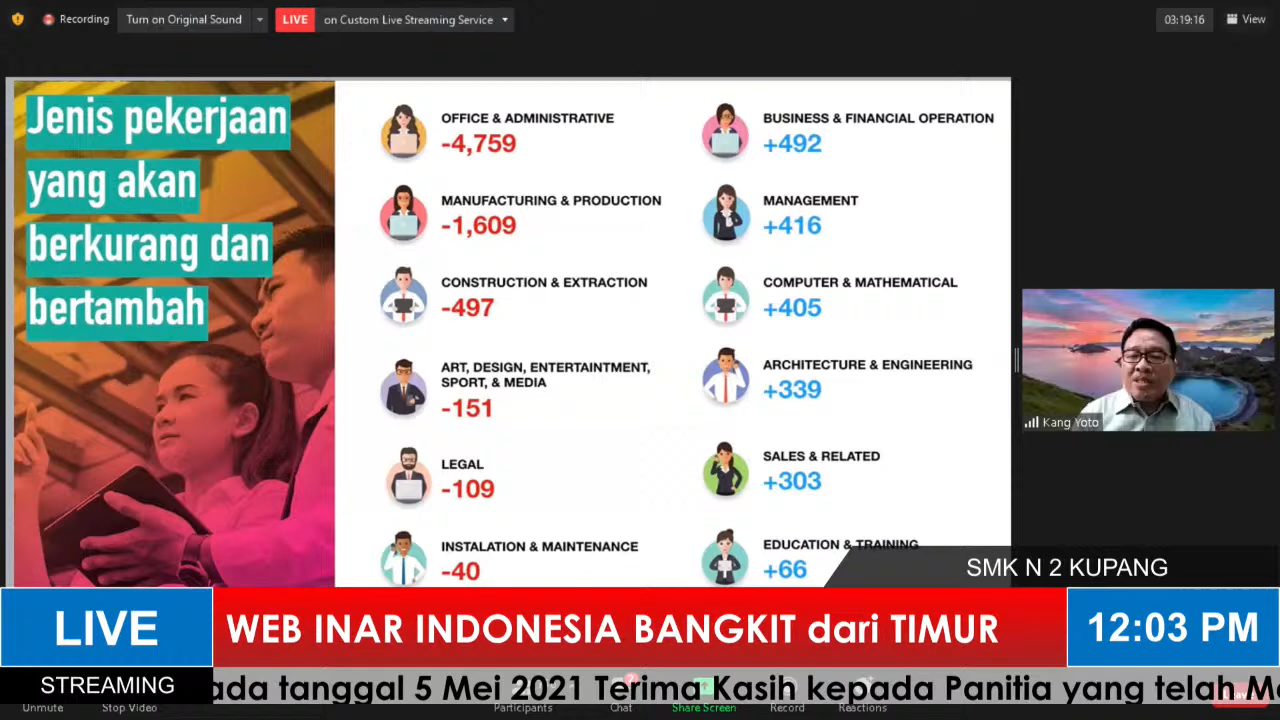 Recording
Turn on Original Sound
LIVE on Custom Live Streaming Service
03:19:16
View
Jenis pekerjaan
yang akan
berkurang dan
bertambah
OFFICE & ADMINISTRATIVE
-4,759
MANUFACTURING & PRODUCTION
-1,609
CONSTRUCTION & EXTRACTION
-497
ART, DESIGN, ENTERTAINTMENT,
SPORT, & MEDIA
-151
LEGAL
-109
INSTALATION & MAINTENANCE
-40
BUSINESS & FINANCIAL OPERATION
+492
MANAGEMENT
+416
COMPUTER & MATHEMATICAL
+405
ARCHITECTURE & ENGINEERING
+339
SALES & RELATED
+303
EDUCATION & TRAINING
+66
Kang Yoto
SMK N 2 KUPANG
LIVE
WEB INAR INDONESIA BANGKIT dari TIMUR
12:03 PM
STREAMING
ada tanggal 5 Mei 2021 Terima Kasih kepada Panitia yang telah
Unmute
Stop Video
Participants
Chat
Share Screen
Record
Reactions